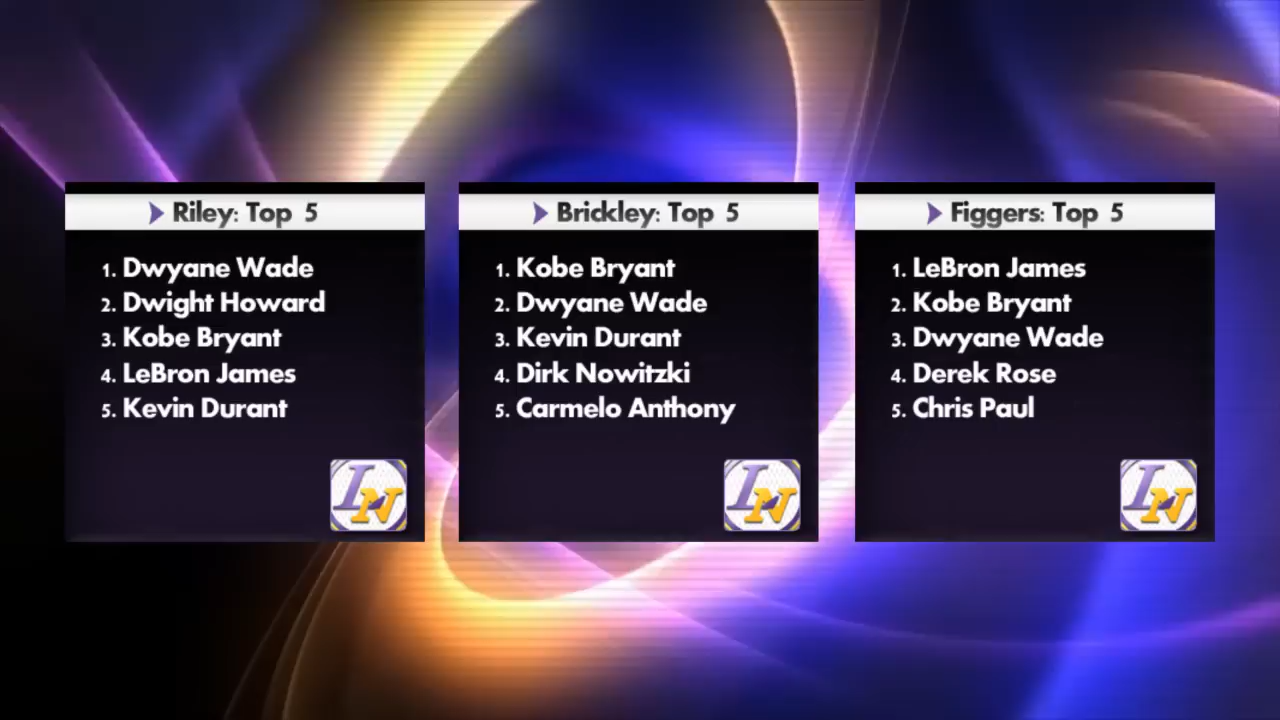 Riley: Top 5
1. Dwyane Wade
2. Dwight Howard
3. Kobe Bryant
4. LeBron James
5. Kevin Durant
LN
Brickley: Top 5
1. Kobe Bryant
2. Dwyane Wade
3. Kevin Durant
4. Dirk Nowitzki
5. Carmelo Anthony
LN
Figgers: Top 5
1. LeBron James
2. Kobe Bryant
3. Dwyane Wade
4. Derek Rose
5. Chris Paul
LN